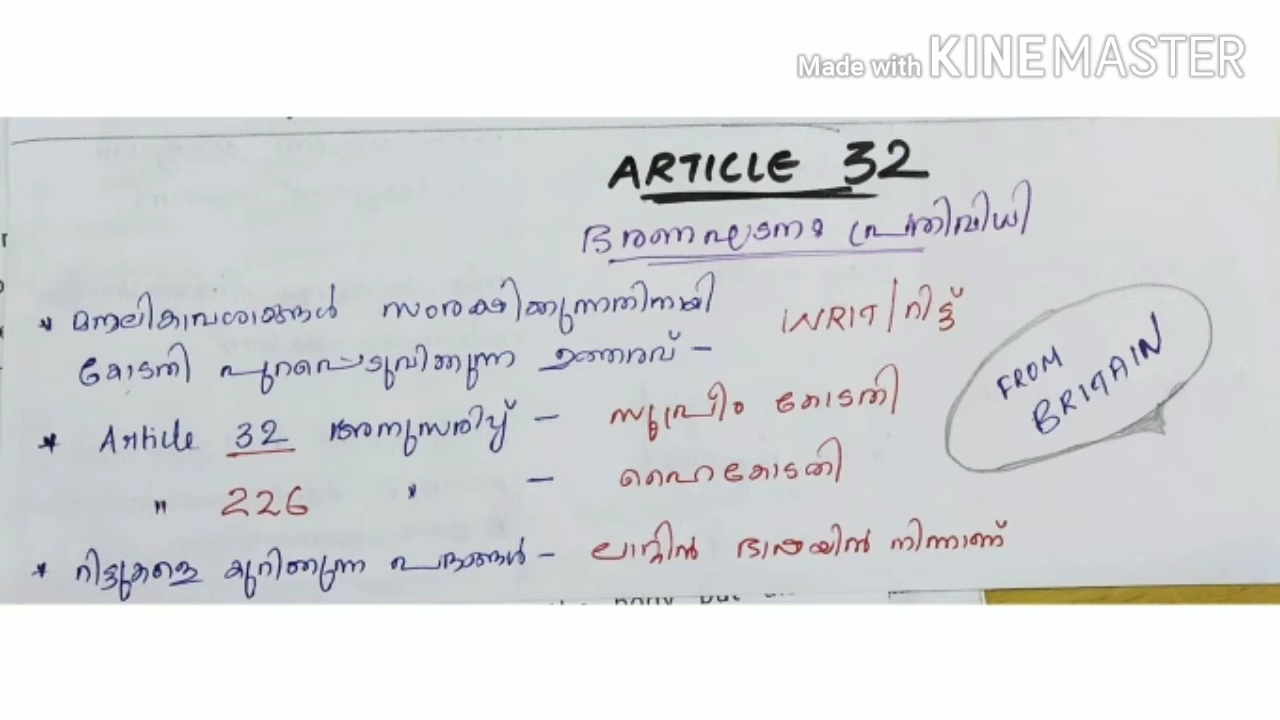 Made with KINEMASTER
ARTICLE 32
ഭരണഘടനാ പ്രതിവിധി
* മൗലികാവകാശങ്ങൾ സംരക്ഷിക്കുന്നതിനായി
കോടതി പുറപ്പെടുവിക്കുന്ന ഉത്തരവ് - WRIT/റിട്ട്
FROM
BRITAIN
* Article 32 അനുസരിച്ച് - സുപ്രീം കോടതി
" 226 " - ഹൈകോടതി
* റിട്ടുകളെ കുറിക്കുന്ന പദങ്ങൾ - ലാറ്റിൻ ഭാഷയിൽ നിന്നാണ്